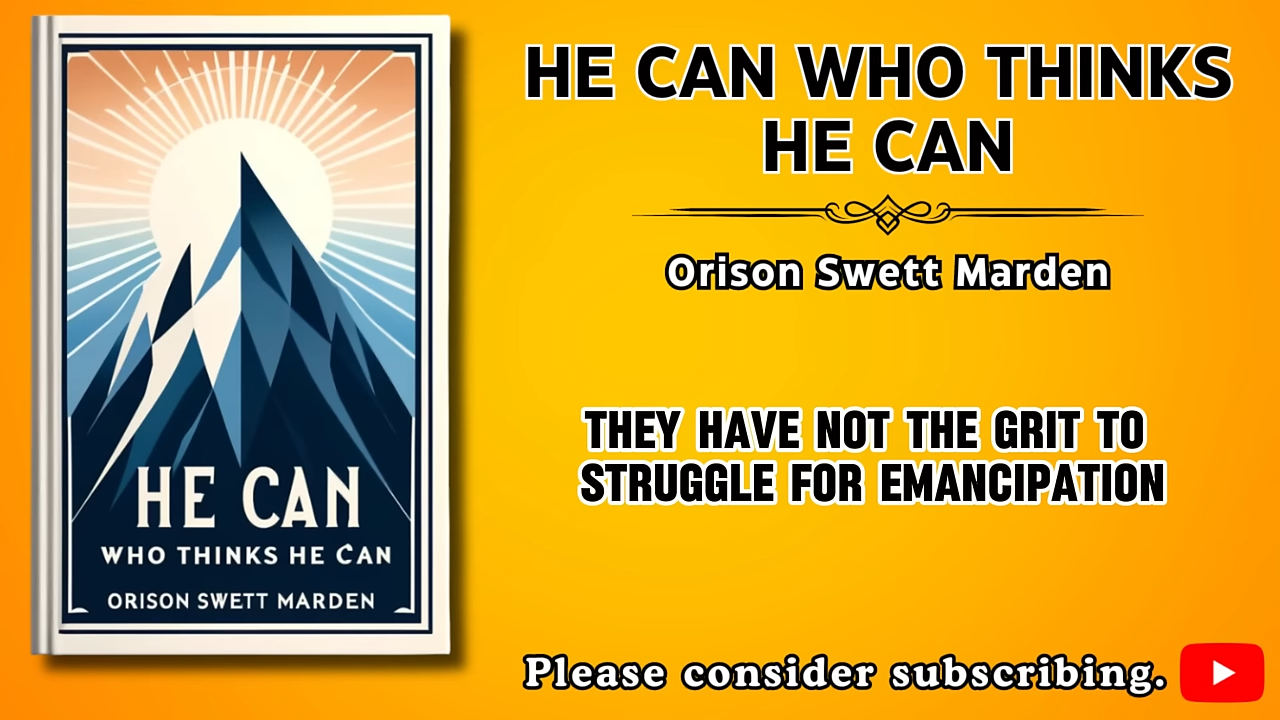 HE CAN
WHO THINKS HE CAN
ORISON SWETT MARDEN
HE CAN WHO THINKS
HE CAN
Orison Swett Marden
THEY HAVE NOT THE GRIT TO
STRUGGLE FOR EMANCIPATION
Please consider subscribing.